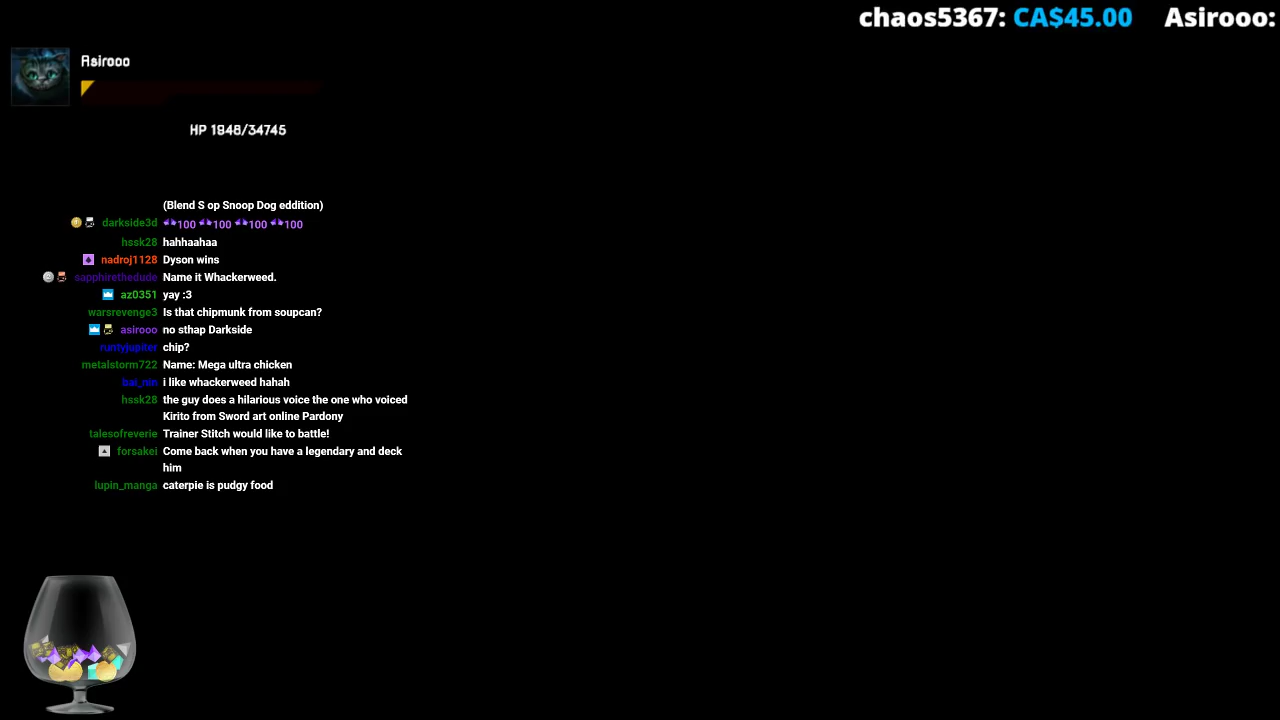 chaos5367: CA$45.00 Asirooo:
Asirooo
HP 1948/34745
(Blend S op Snoop Dog eddition)
darkside3d 100 100 100 100
hssk28 hahhaahaa
nadroj1128 Dyson wins
sapphirethedude Name it Whackerweed.
az0351 yay :3
warsrevenge3 Is that chipmunk from soupcan?
asirooo no sthap Darkside
runtyjupiter chip?
metalstorm722 Name: Mega ultra chicken
bai_nin i like whackerweed hahah
hssk28 the guy does a hilarious voice the one who voiced
Kirito from Sword art online Pardony
talesofreverie Trainer Stitch would like to battle!
forsakei Come back when you have a legendary and deck
him
lupin_manga caterpie is pudgy food